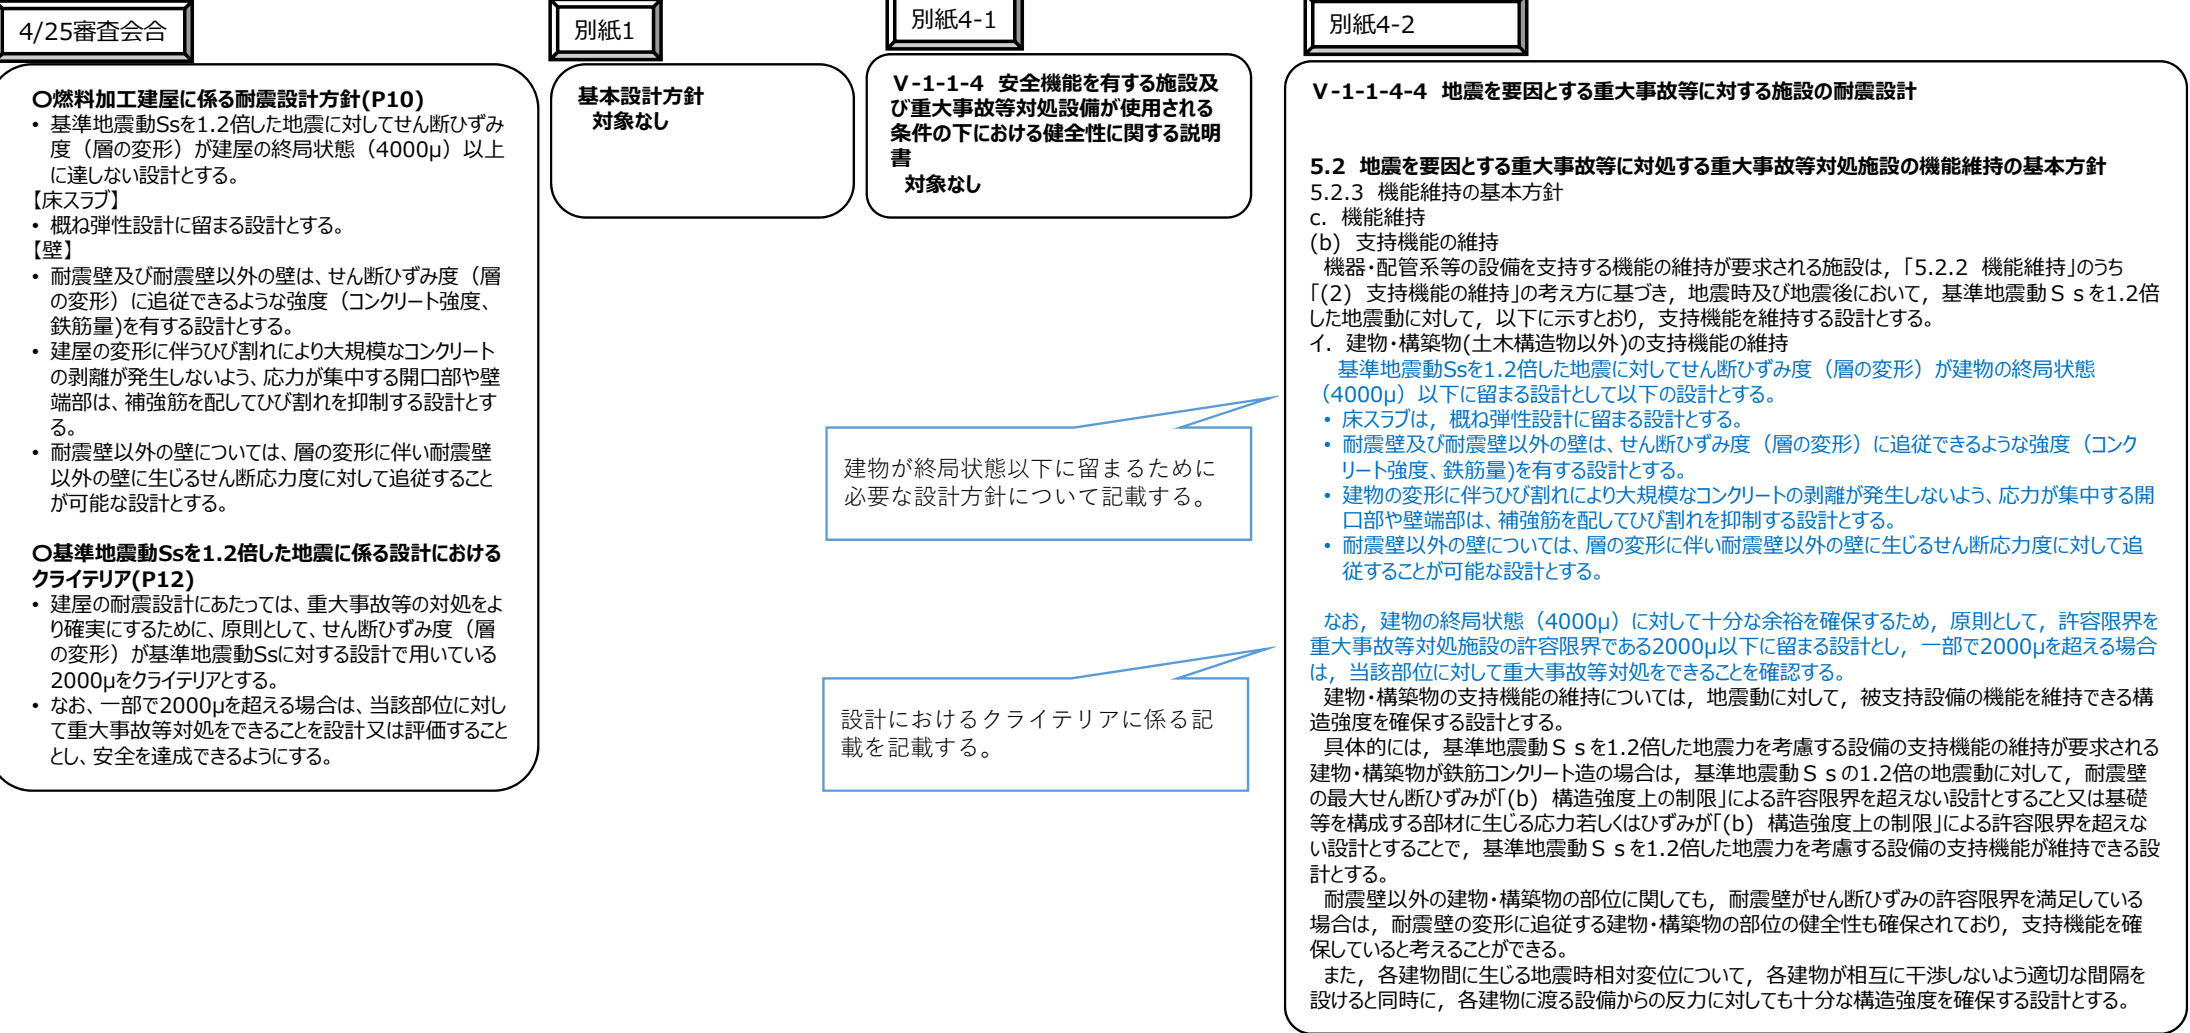 4/25審査会合
〇燃料加工建屋に係る耐震設計方針(P10)
• 基準地震動Ssを1.2倍した地震に対してせん断ひずみ
度（層の変形）が建屋の終局状態（4000μ）以上
に達しない設計とする。
【床スラブ】
• 概ね弾性設計に留まる設計とする。
【壁】
• 耐震壁及び耐震壁以外の壁は、せん断ひずみ度（層
の変形）に追従できるような強度（コンクリート強度、
鉄筋量)を有する設計とする。
• 建屋の変形に伴うひび割れにより大規模なコンクリート
の剥離が発生しないよう、応力が集中する開口部や壁
端部は、補強筋を配してひび割れを抑制する設計とす
る。
• 耐震壁以外の壁については、層の変形に伴い耐震壁
以外の壁に生じるせん断応力度に対して追従すること
が可能な設計とする。
〇基準地震動Ssを1.2倍した地震に係る設計における
クライテリア(P12)
• 建屋の耐震設計にあたっては、重大事故等の対処をよ
り確実にするために、原則として、せん断ひずみ度（層
の変形）が基準地震動Ssに対する設計で用いている
2000μをクライテリアとする。
• なお、一部で2000μを超える場合は、当該部位に対し
て重大事故等対処をできることを設計又は評価すること
とし、安全を達成できるようにする。
別紙1
基本設計方針
対象なし
別紙4-1
Ⅴ-1-1-4 安全機能を有する施設及
び重大事故等対処設備が使用される
条件の下における健全性に関する説明
書
対象なし
建物が終局状態以下に留まるために
必要な設計方針について記載する。
設計におけるクライテリアに係る記
載を記載する。
別紙4-2
Ⅴ-1-1-4-4 地震を要因とする重大事故等に対する施設の耐震設計
5.2 地震を要因とする重大事故等に対処する重大事故等対処施設の機能維持の基本方針
5.2.3 機能維持の基本方針
c. 機能維持
(b) 支持機能の維持
機器・配管系等の設備を支持する機能の維持が要求される施設は，「5.2.2 機能維持」のうち
「(2) 支持機能の維持」の考え方に基づき，地震時及び地震後において，基準地震動Ｓｓを1.2倍
した地震動に対して，以下に示すとおり，支持機能を維持する設計とする。
イ. 建物・構築物(土木構造物以外)の支持機能の維持
基準地震動Ssを1.2倍した地震に対してせん断ひずみ度（層の変形）が建物の終局状態
（4000μ）以下に留まる設計として以下の設計とする。
• 床スラブは，概ね弾性設計に留まる設計とする。
• 耐震壁及び耐震壁以外の壁は、せん断ひずみ度（層の変形）に追従できるような強度（コンク
リート強度、鉄筋量)を有する設計とする。
• 建物の変形に伴うひび割れにより大規模なコンクリートの剥離が発生しないよう、応力が集中する開
口部や壁端部は、補強筋を配してひび割れを抑制する設計とする。
• 耐震壁以外の壁については、層の変形に伴い耐震壁以外の壁に生じるせん断応力度に対して追
従することが可能な設計とする。
なお，建物の終局状態（4000μ）に対して十分な余裕を確保するため，原則として，許容限界を
重大事故等対処施設の許容限界である2000μ以下に留まる設計とし，一部で2000μを超える場合
は，当該部位に対して重大事故等対処をできることを確認する。
建物・構築物の支持機能の維持については，地震動に対して，被支持設備の機能を維持できる構
造強度を確保する設計とする。
具体的には，基準地震動Ｓｓを1.2倍した地震力を考慮する設備の支持機能の維持が要求される
建物・構築物が鉄筋コンクリート造の場合は，基準地震動Ｓｓの1.2倍の地震動に対して，耐震壁
の最大せん断ひずみが「(b) 構造強度上の制限」による許容限界を超えない設計とすること又は基礎
等を構成する部材に生じる応力若しくはひずみが「(b) 構造強度上の制限」による許容限界を超えな
い設計とすることで，基準地震動Ｓｓを1.2倍した地震力を考慮する設備の支持機能が維持できる設
計とする。
耐震壁以外の建物・構築物の部位に関しても，耐震壁がせん断ひずみの許容限界を満足している
場合は，耐震壁の変形に追従する建物・構築物の部位の健全性も確保されており，支持機能を確
保していると考えることができる。
また，各建物間に生じる地震時相対変位について，各建物が相互に干渉しないよう適切な間隔を
設けると同時に，各建物に渡る設備からの反力に対しても十分な構造強度を確保する設計とする。